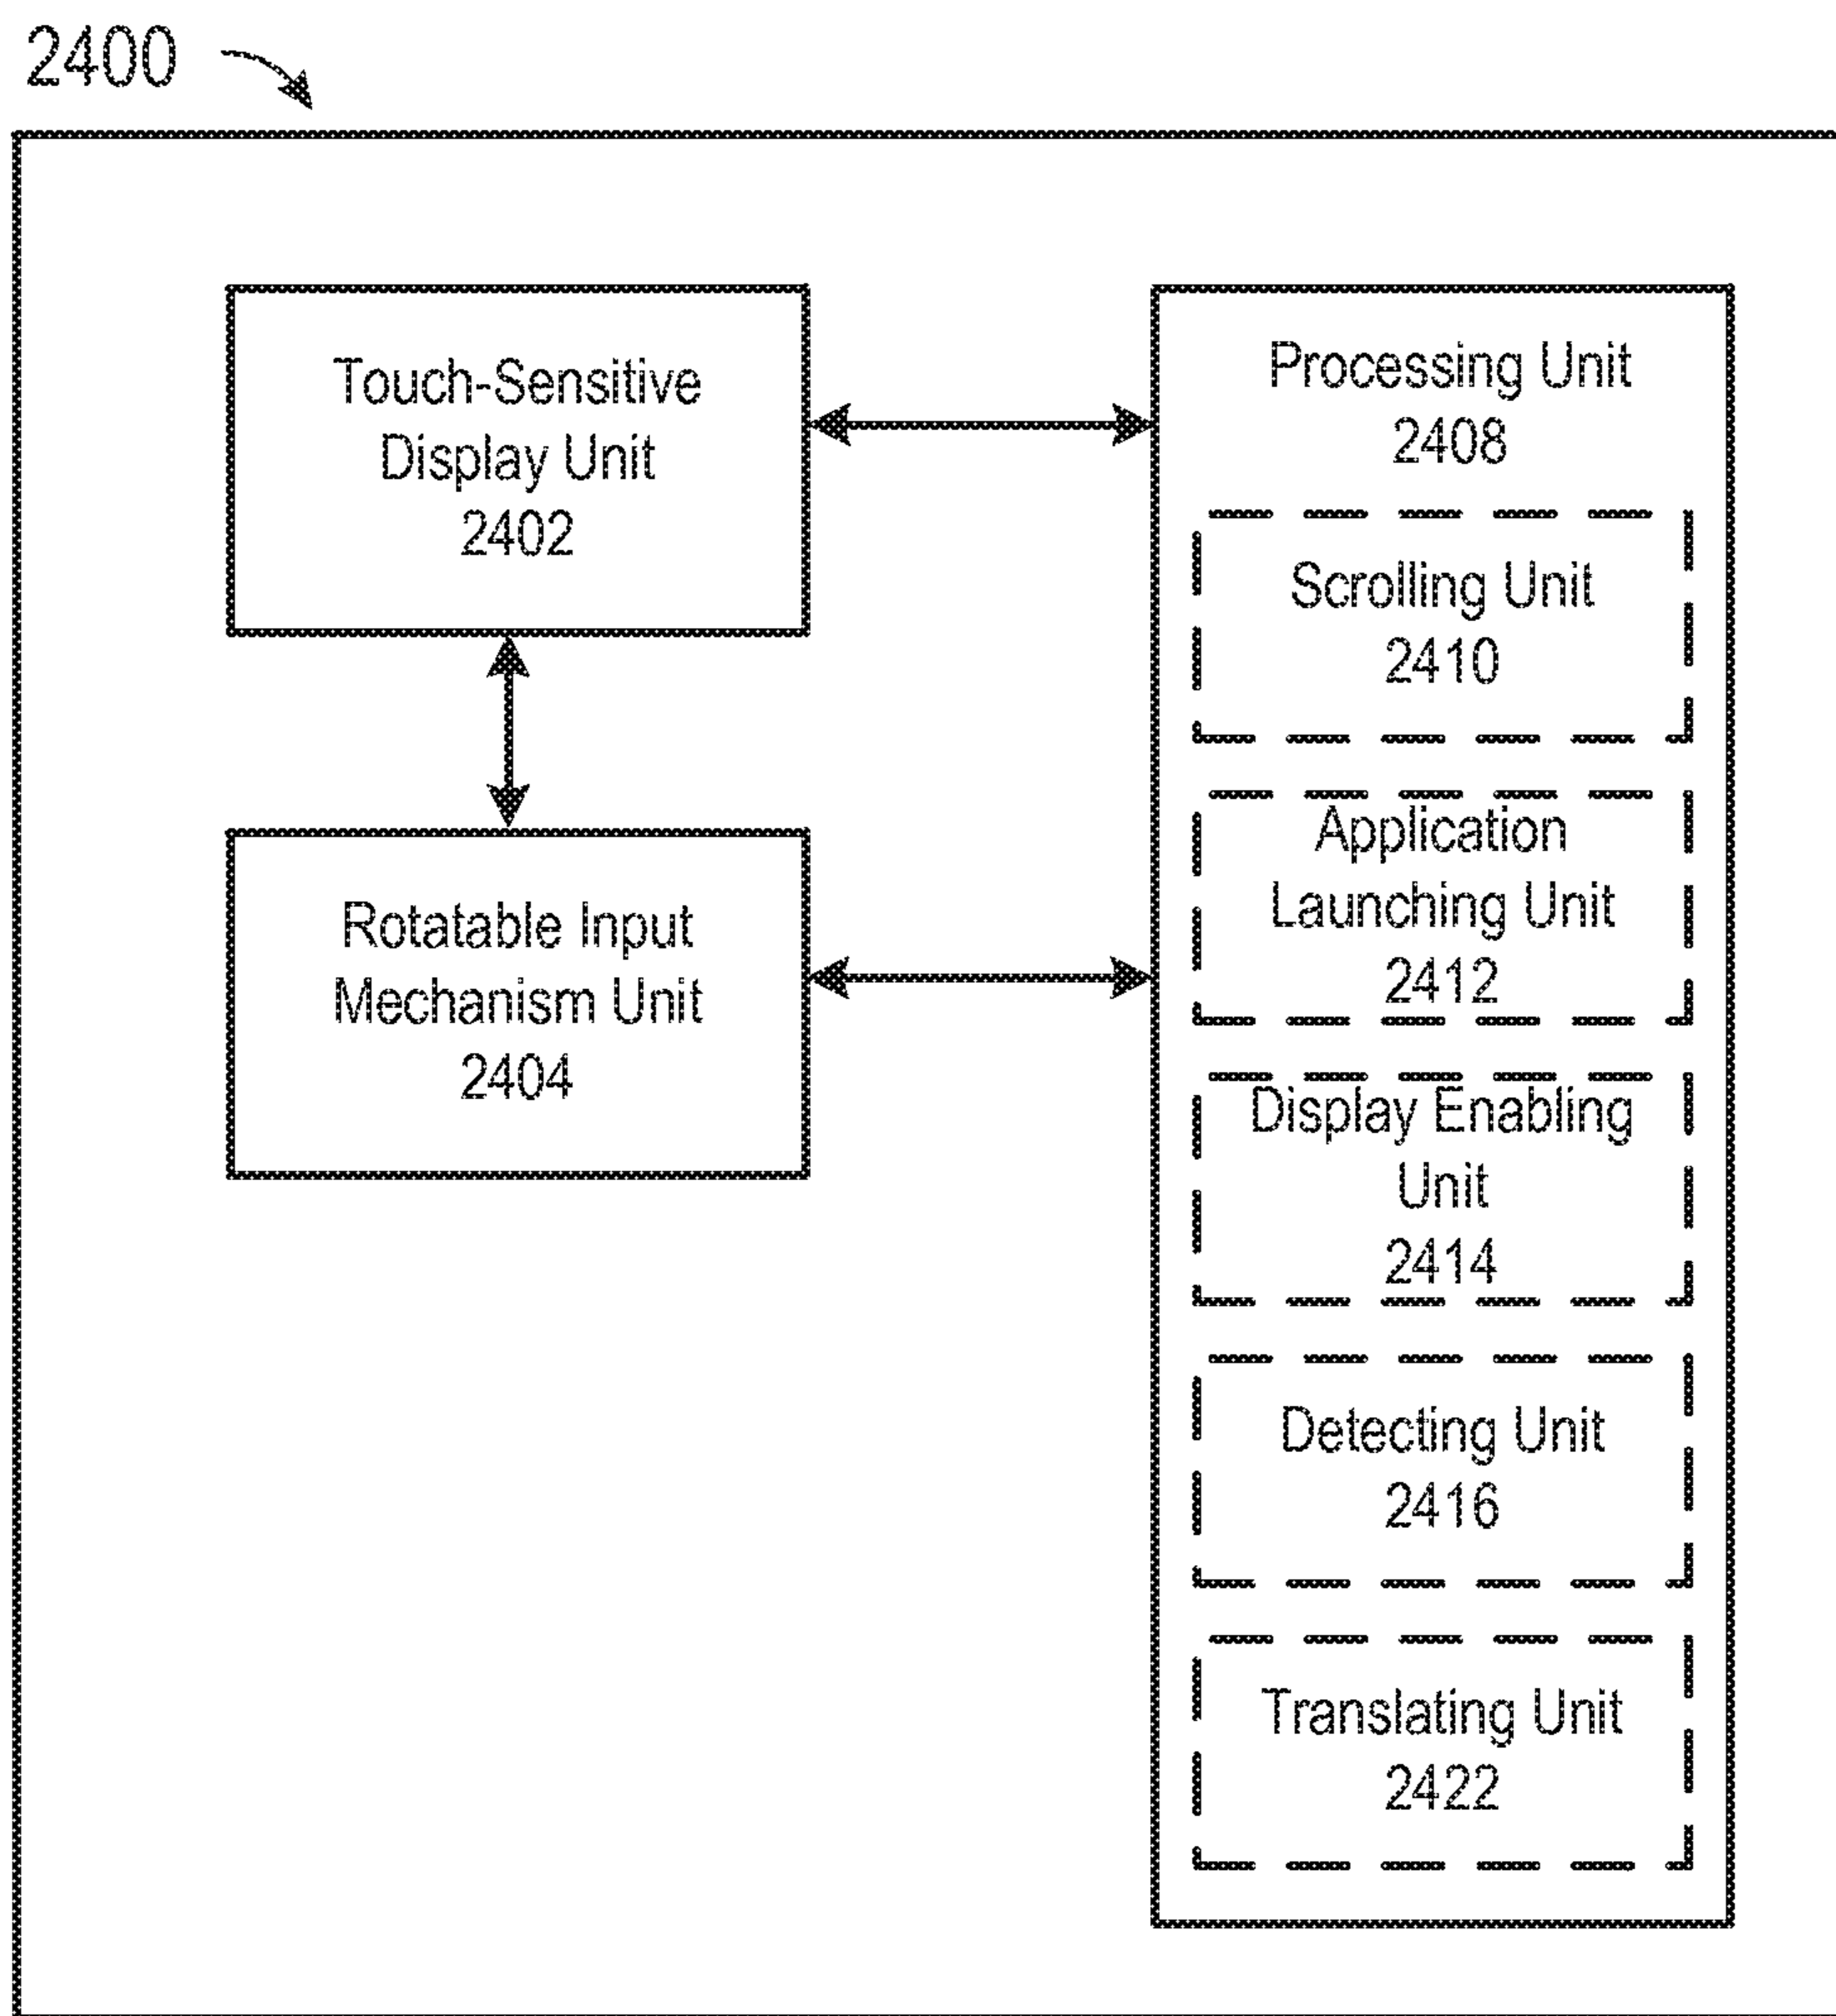 2400
Touch-Sensitive
Display Unit
2402
Rotatable Input
Mechanism Unit
2404
Processing Unit
2408
Scrolling Unit
2410
Application
Launching Unit
2412
Display Enabling
Unit
2414
Detecting Unit
2416
Translating Unit
2422